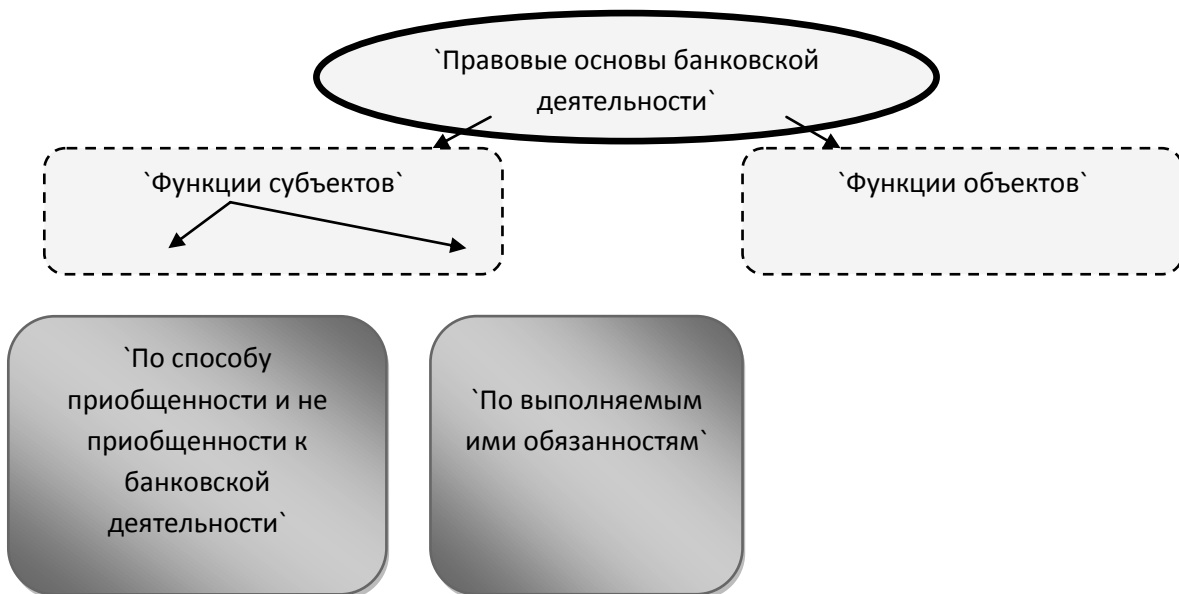 `Правовые основы банковской
деятельности`
`Функции субъектов`
`Функции объектов`
`По способу
приобщенности и не
приобщенности к
банковской
деятельности`
`По выполняемым
ими обязанностям`